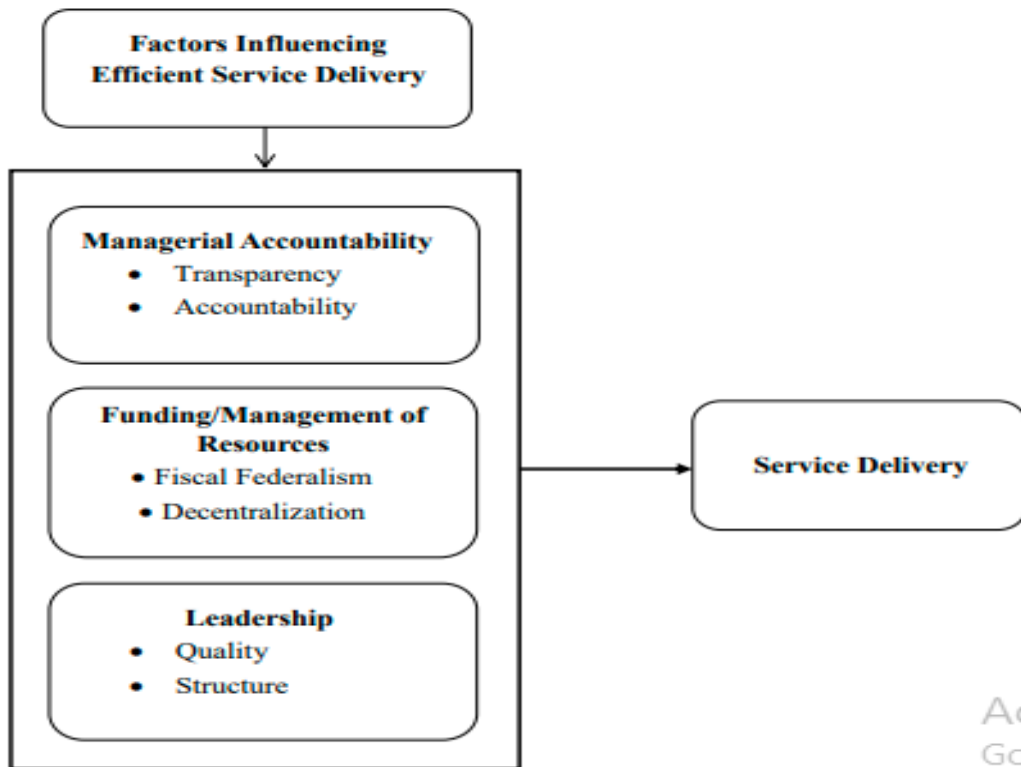 Factors Influencing
Efficient Service Delivery
Managerial Accountability
• Transparency
• Accountability
Funding/Management of
Resources
• Fiscal Federalism
• Decentralization
Leadership
• Quality
• Structure
Service Delivery